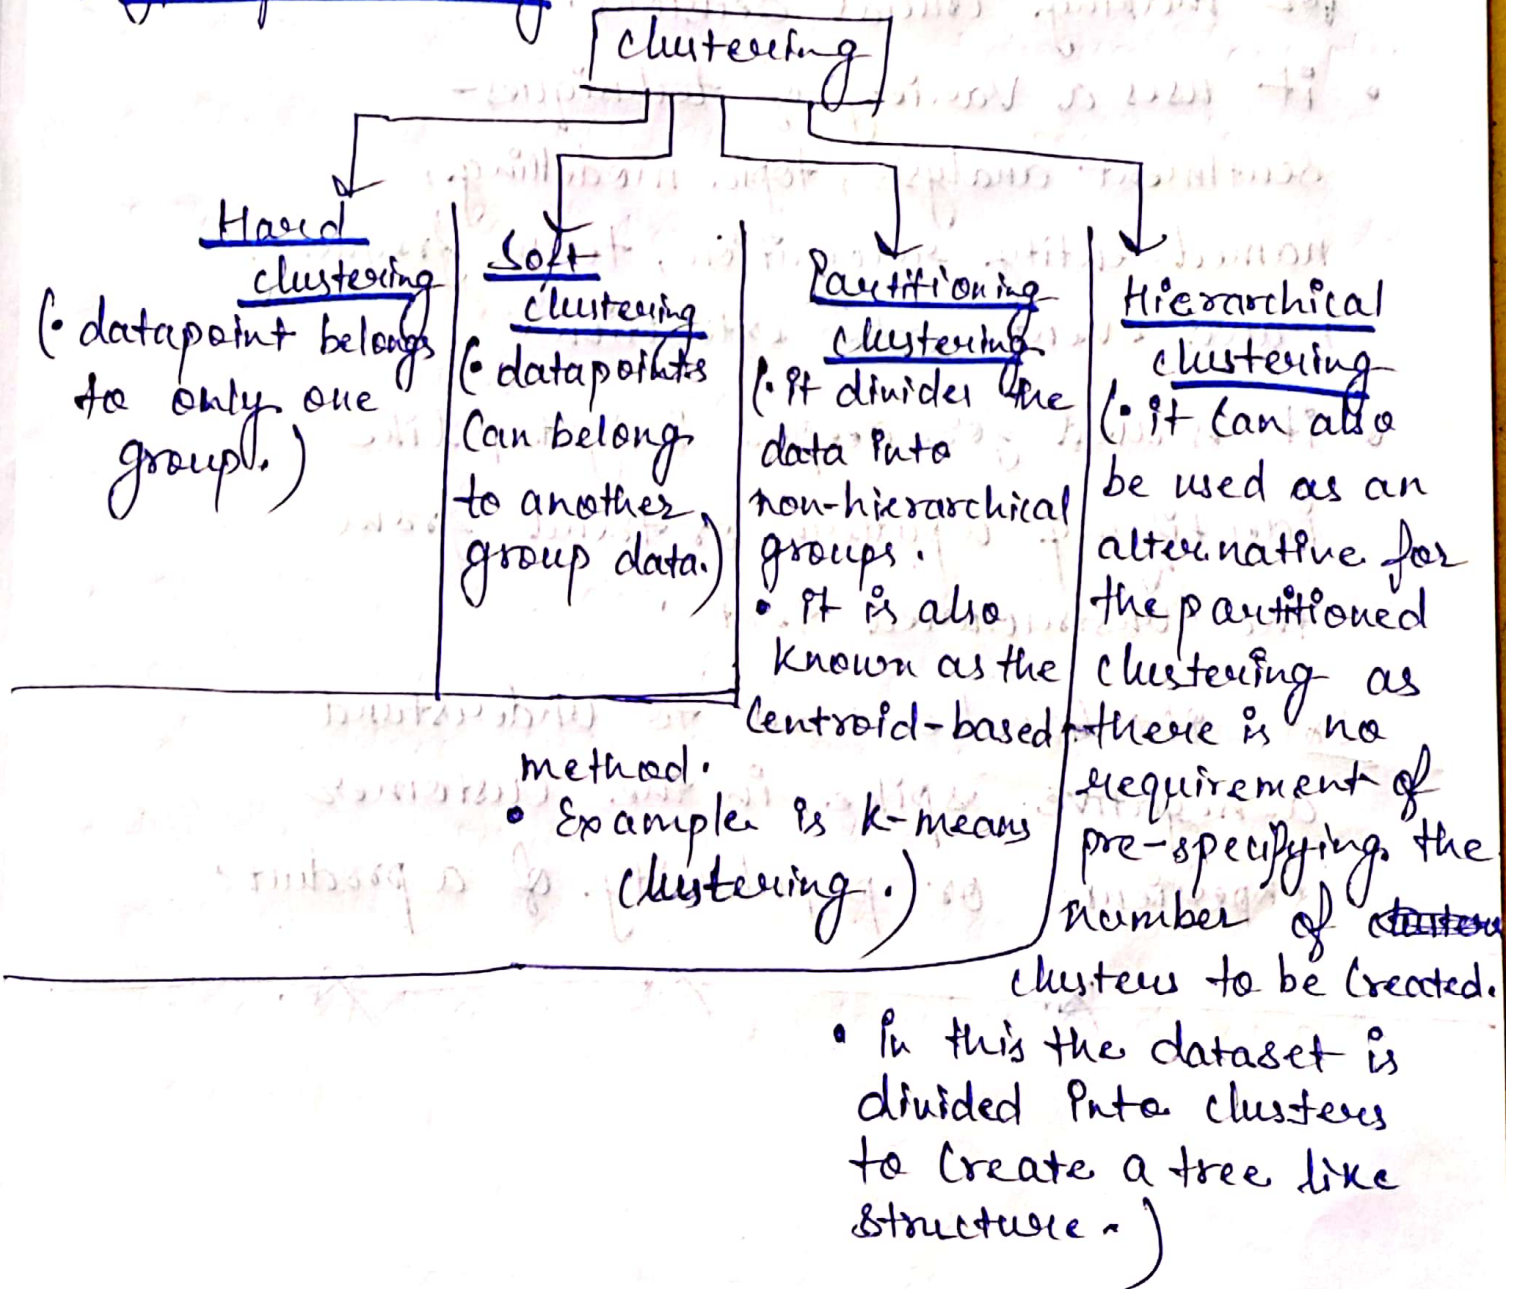 clustering
Hard
clustering
(• datapoint belongs
to only one
group.)
Soft
clustering
(• datapoints
can belong
to another
group data.)
Partitioning
clustering
(• it divides the
data into
non-hierarchical
groups.
• it is also
known as the
centroid-based
method.
• Example is k-means
clustering.)
Hierarchical
clustering
(• it can also
be used as an
alternative for
the partitioned
clustering as
there is no
requirement of
pre-specifying the
number of
clusters to be created.
• in this the dataset is
divided into clusters
to create a tree like
structure.)